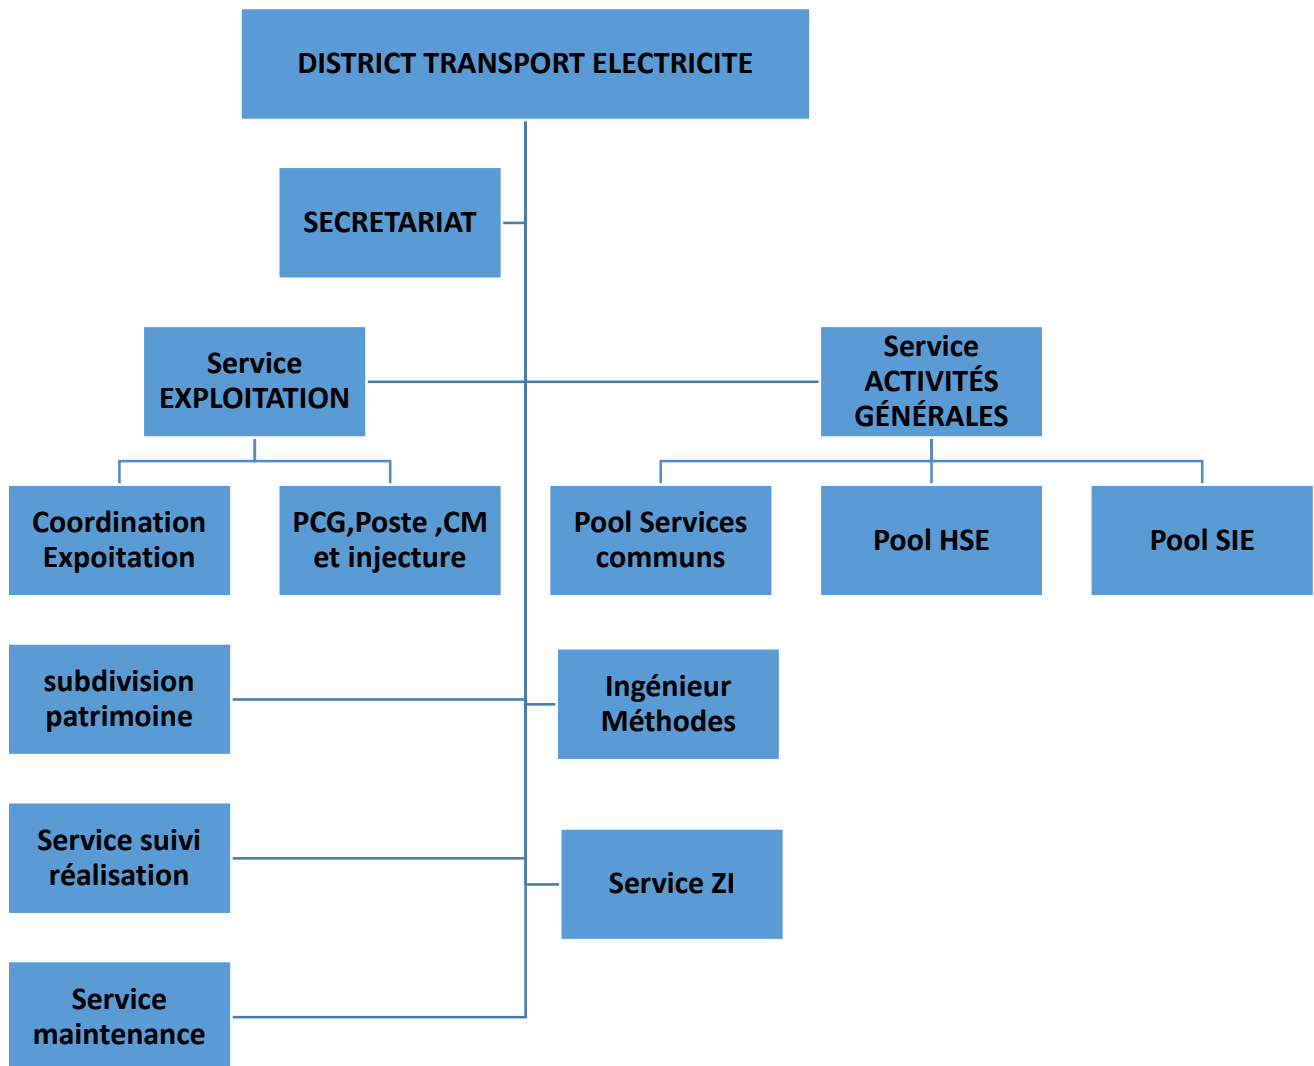 DISTRICT TRANSPORT ELECTRICITE
SECRETARIAT
Service
EXPLOITATION
Service
ACTIVITÉS
GÉNÉRALES
Coordination
Expoitation
PCG,Poste ,CM
et injecture
Pool Services
communs
Pool HSE
Pool SIE
subdivision
patrimoine
Ingénieur
Méthodes
Service suivi
réalisation
Service ZI
Service
maintenance